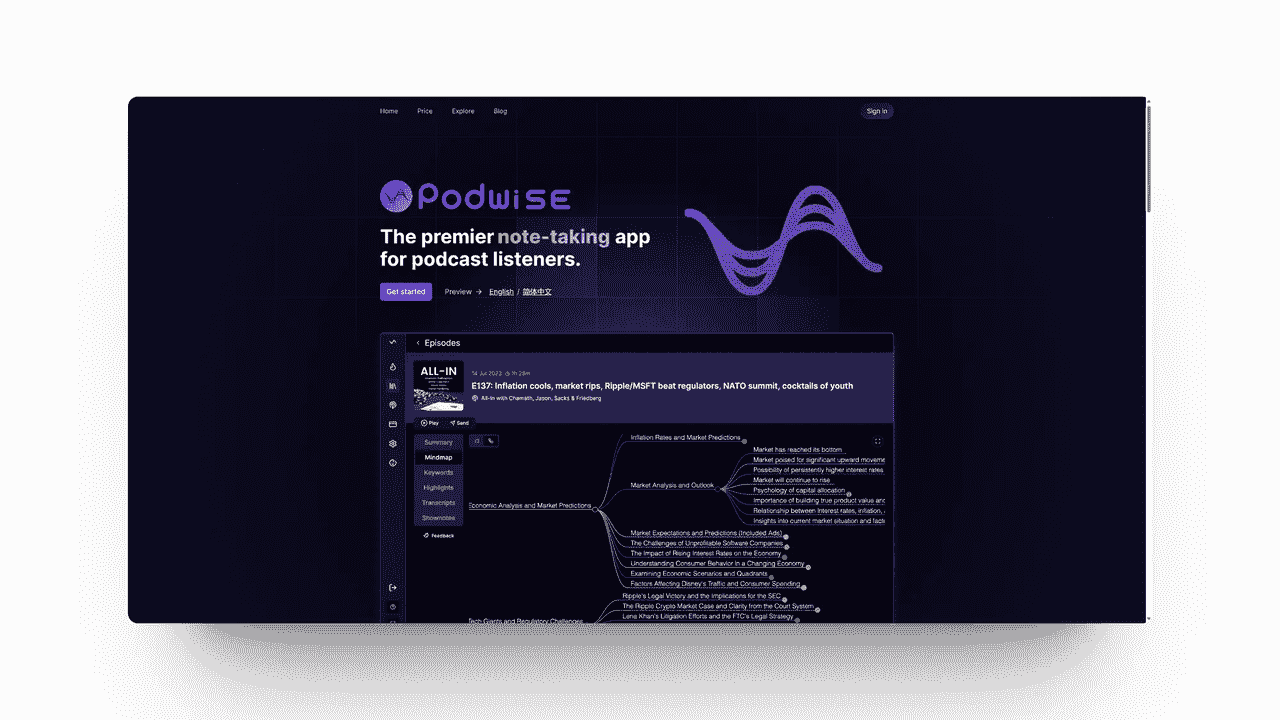 Home Price Explore Blog Sign in
Podwise
The premier note-taking app
for podcast listeners.
Get started Preview → English / 简体中文
‹ Episodes
ALL-IN
14 Jul 2023 1h 28m
E137: Inflation cools, market rips, Ripple/MSFT beat regulators, NATO summit, cocktails of youth
All-In with Chamath, Jason, Sacks & Friedberg
Play Send
Summary
Mindmap
Keywords
Highlights
Transcripts
Shownotes
Feedback
Economic Analysis and Market Predictions
Inflation Rates and Market Predictions
Market Analysis and Outlook
Market has reached its bottom
Market poised for significant upward moveme
Possibility of persistently higher interest rates
Market will continue to rise
Psychology of capital allocation
Importance of building true product value and
Relationship between interest rates, inflation,
Insights into current market situation and facto
Market Expectations and Predictions (Included Ads)
The Challenges of Unprofitable Software Companies
The Impact of Rising Interest Rates on the Economy
Understanding Consumer Behavior in a Changing Economy
Examining Economic Scenarios and Quadrants
Factors Affecting Disney's Traffic and Consumer Spending
Tech Giants and Regulatory Challenges
Ripple's Legal Victory and the Implications for the SEC
The Ripple Crypto Market Case and Clarity from the Court System
Lena Khan's Litigation Efforts and the FTC's Legal Strategy